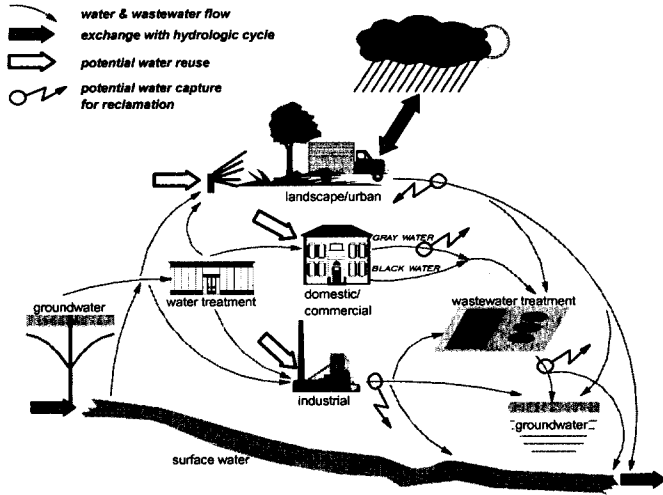 water & wastewater flow
exchange with hydrologic cycle
potential water reuse
potential water capture
for reclamation
landscape/urban
GRAY WATER
BLACK WATER
groundwater
water treatment
domestic/
commercial
wastewater treatment
industrial
groundwater
surface water